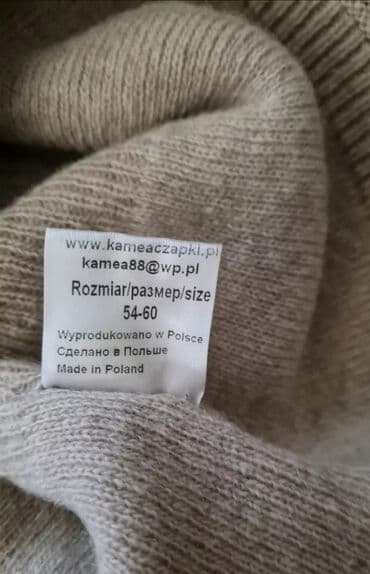 www.kameaczapki.pl
kamea88@wp.pl
Rozmiar/размер/size
54-60
Wyprodukowano w Polsce
Сделано в Польше
Made in Poland